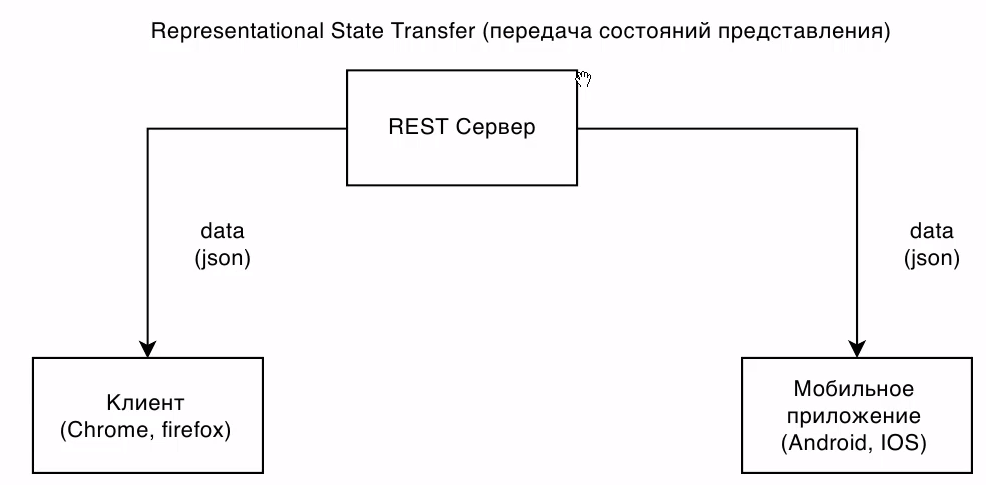 Representational State Transfer (передача состояний представления)
REST Сервер
data
(json)
data
(json)
Клиент
(Chrome, firefox)
Мобильное
приложение
(Android, IOS)